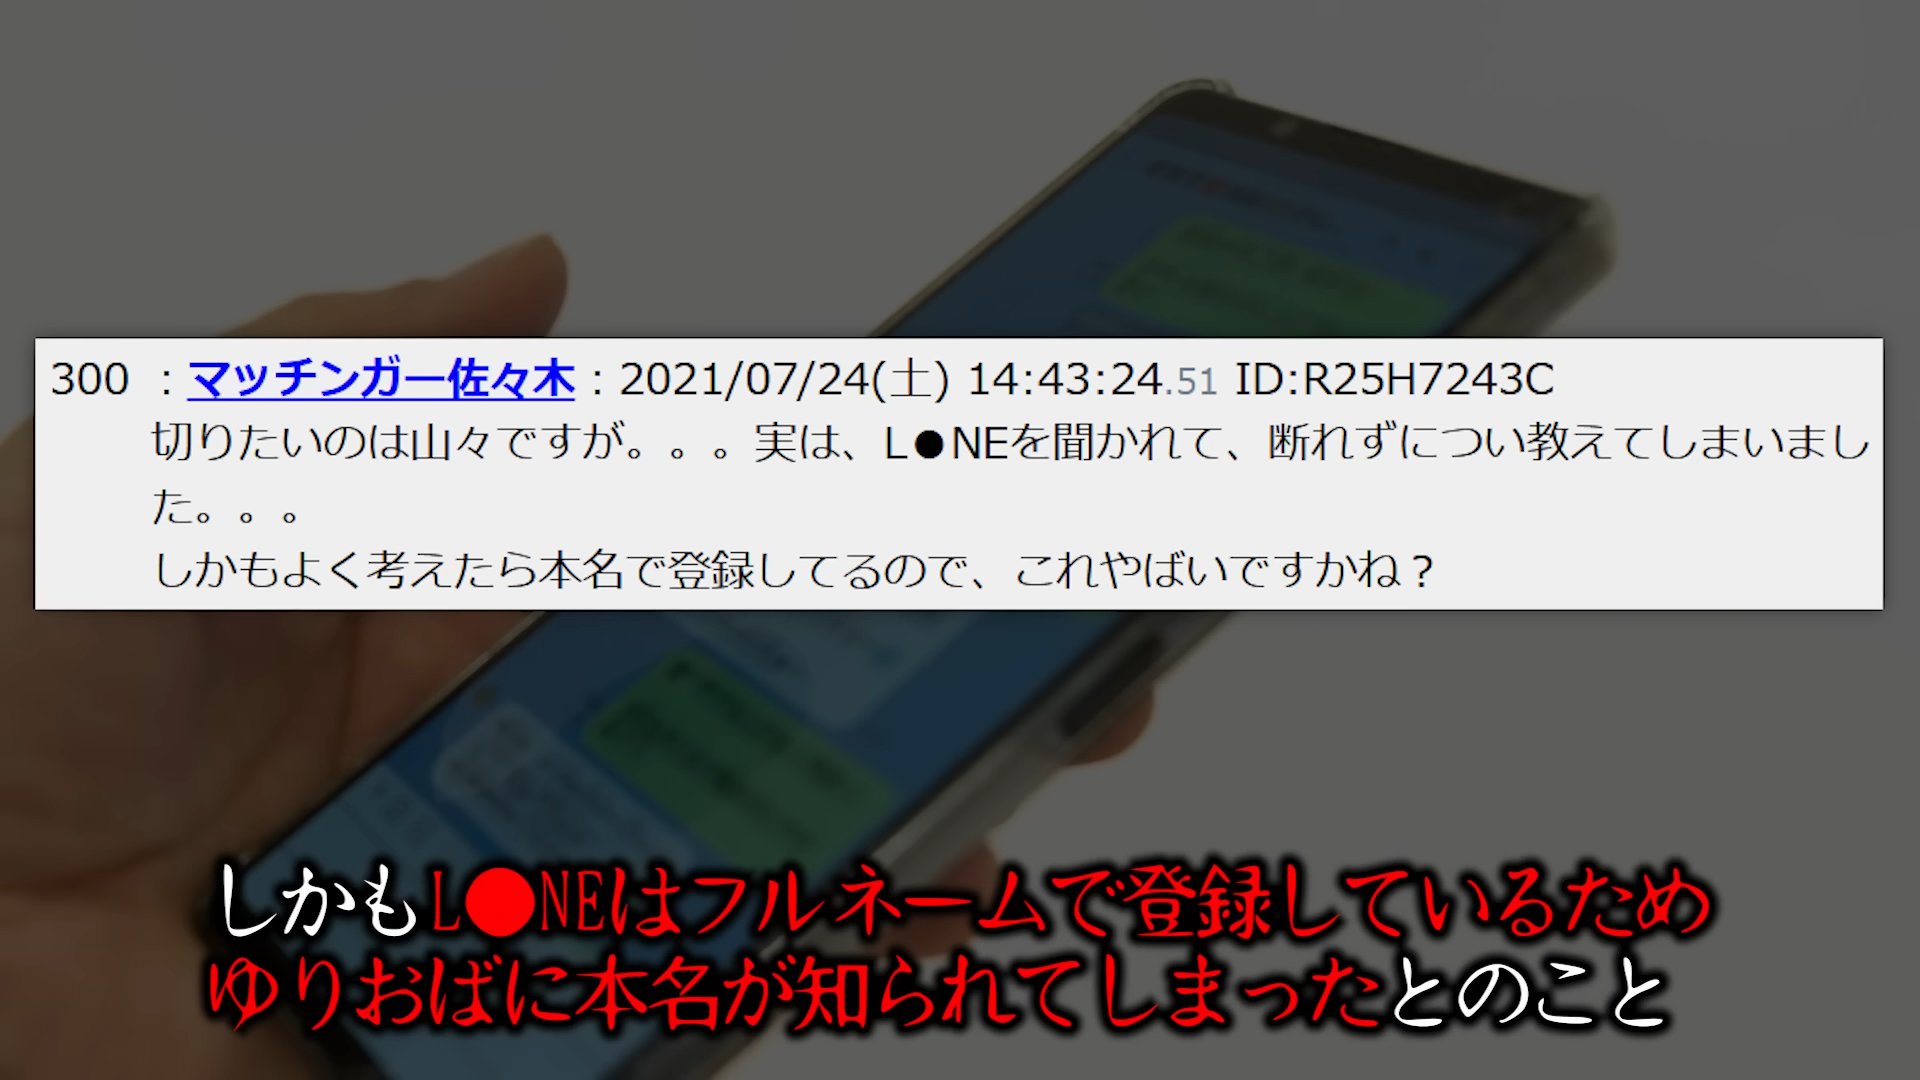 300 ：マッチンガー佐々木：2021/07/24(土) 14:43:24.51 ID:R25H7243C
切りたいのは山々ですが。。。実は、L●NEを聞かれて、断れずについ教えてしまいまし
た。。。
しかもよく考えたら本名で登録してるので、これやばいですかね？
しかもL●NEはフルネームで登録しているため
ゆりおばに本名が知られてしまったとのこと